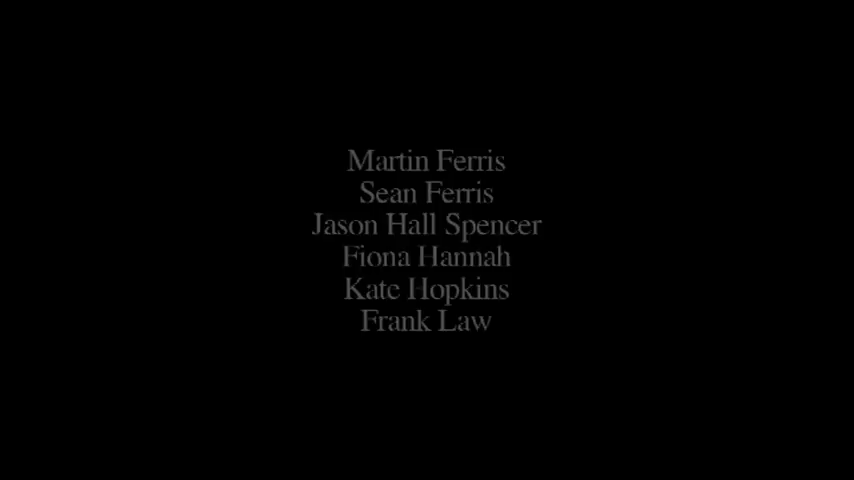 Martin Ferris
Sean Ferris
Jason Hall Spencer
Fiona Hannah
Kate Hopkins
Frank Law